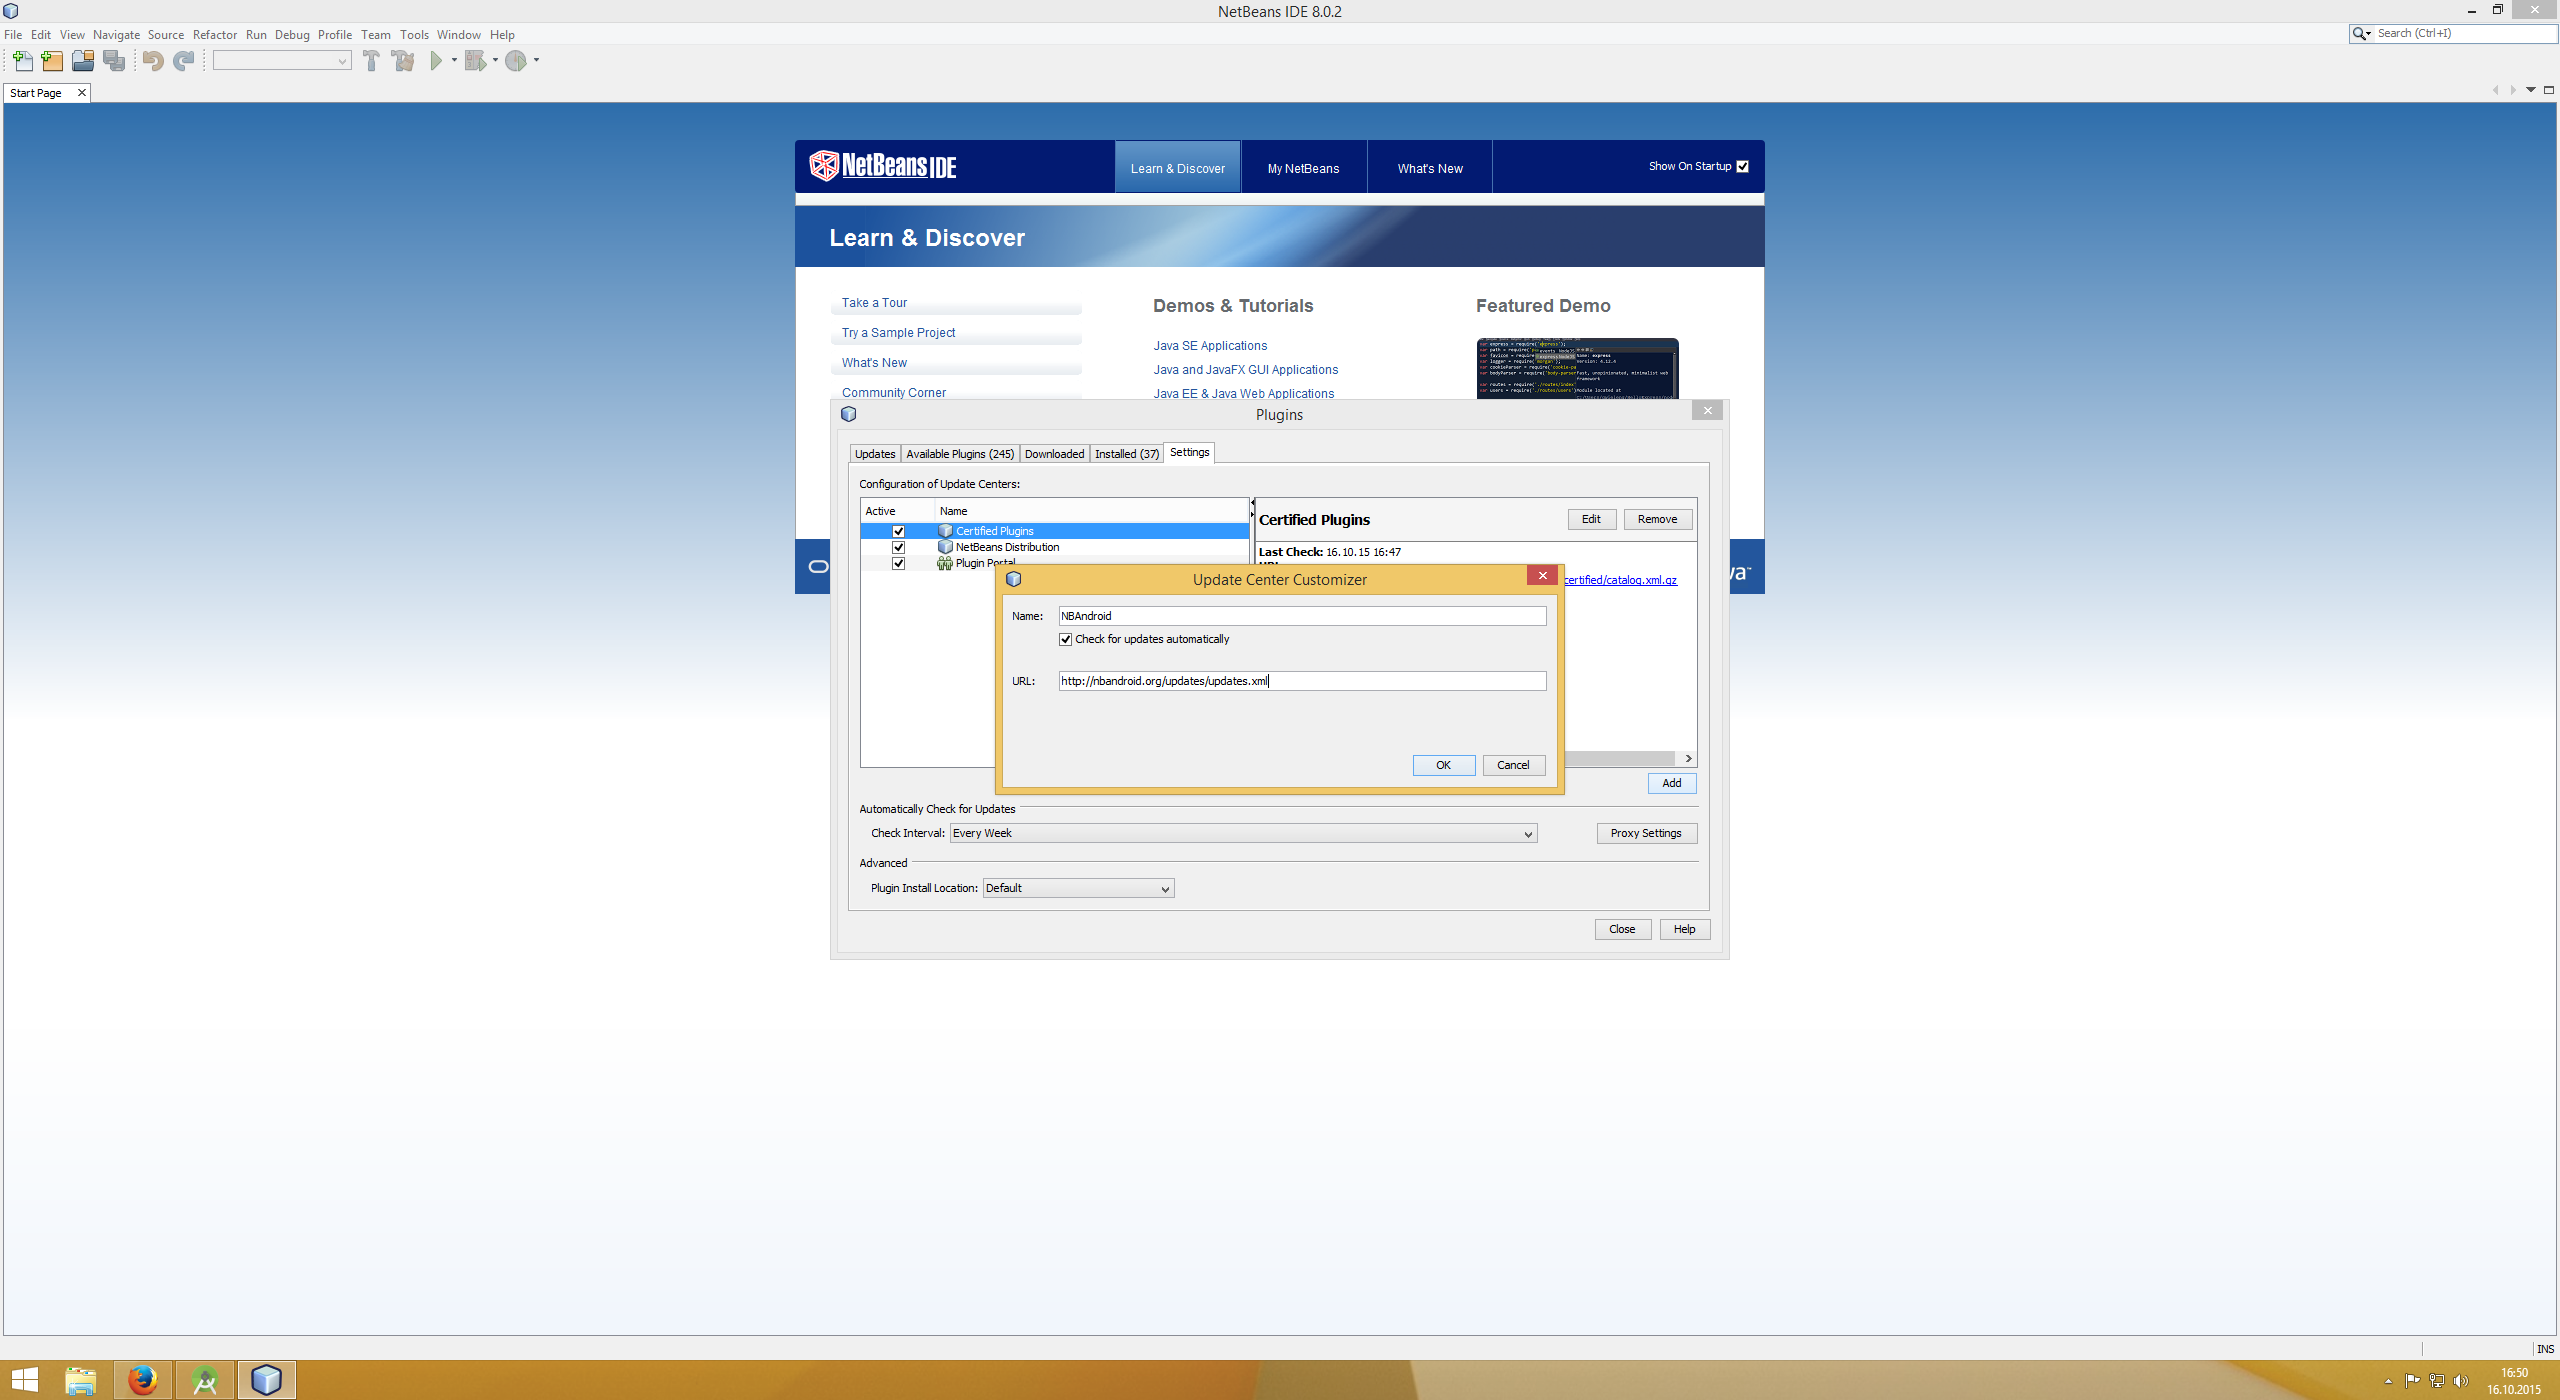 NetBeans IDE 8.0.2
File Edit View Navigate Source Refactor Run Debug Profile Team Tools Window Help
Search (Ctrl+I)
Start Page
NetBeans IDE
Learn & Discover
My NetBeans
What's New
Show On Startup
Learn & Discover
Take a Tour
Try a Sample Project
What's New
Community Corner
Demos & Tutorials
Java SE Applications
Java and JavaFX GUI Applications
Java EE & Java Web Applications
Featured Demo
Plugins
Updates
Available Plugins (245)
Downloaded
Installed (37)
Settings
Configuration of Update Centers:
Active Name
Certified Plugins
NetBeans Distribution
Plugin Portal
Certified Plugins
Edit
Remove
Last Check: 16.10.15 16:47
certified/catalog.xml.gz
Update Center Customizer
Name: NBAndroid
Check for updates automatically
URL: http://nbandroid.org/updates/updates.xml
OK
Cancel
Add
Automatically Check for Updates
Check Interval: Every Week
Proxy Settings
Advanced
Plugin Install Location: Default
Close
Help
INS
16:50
16.10.2015